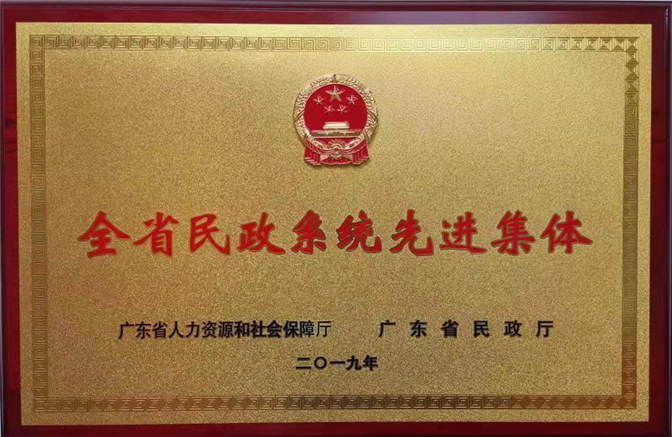 全省民政系统先进集体
广东省人力资源和社会保障厅 广东省民政厅
二〇一九年